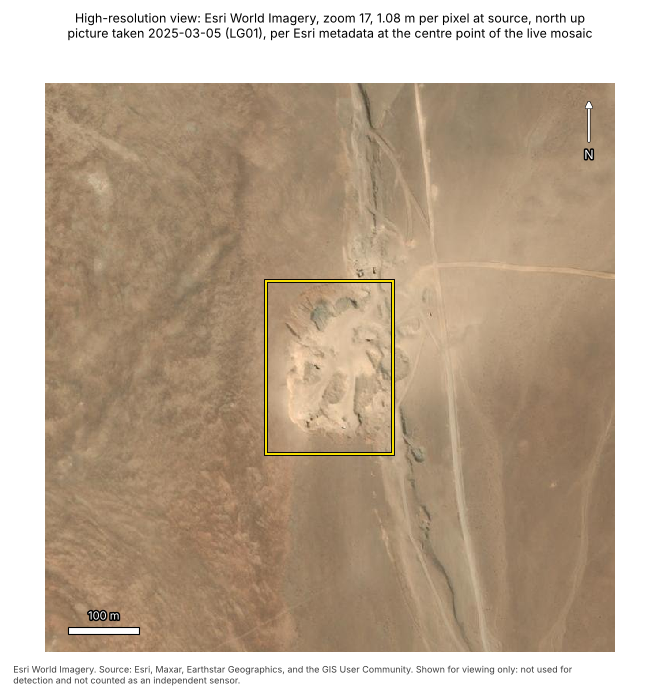 High-resolution view: Esri World Imagery, zoom 17, 1.08 m per pixel at source, north up
picture taken 2025-03-05 (LG01), per Esri metadata at the centre point of the live mosaic
N
100 m
Esri World Imagery. Source: Esri, Maxar, Earthstar Geographics, and the GIS User Community. Shown for viewing only: not used for
detection and not counted as an independent sensor.